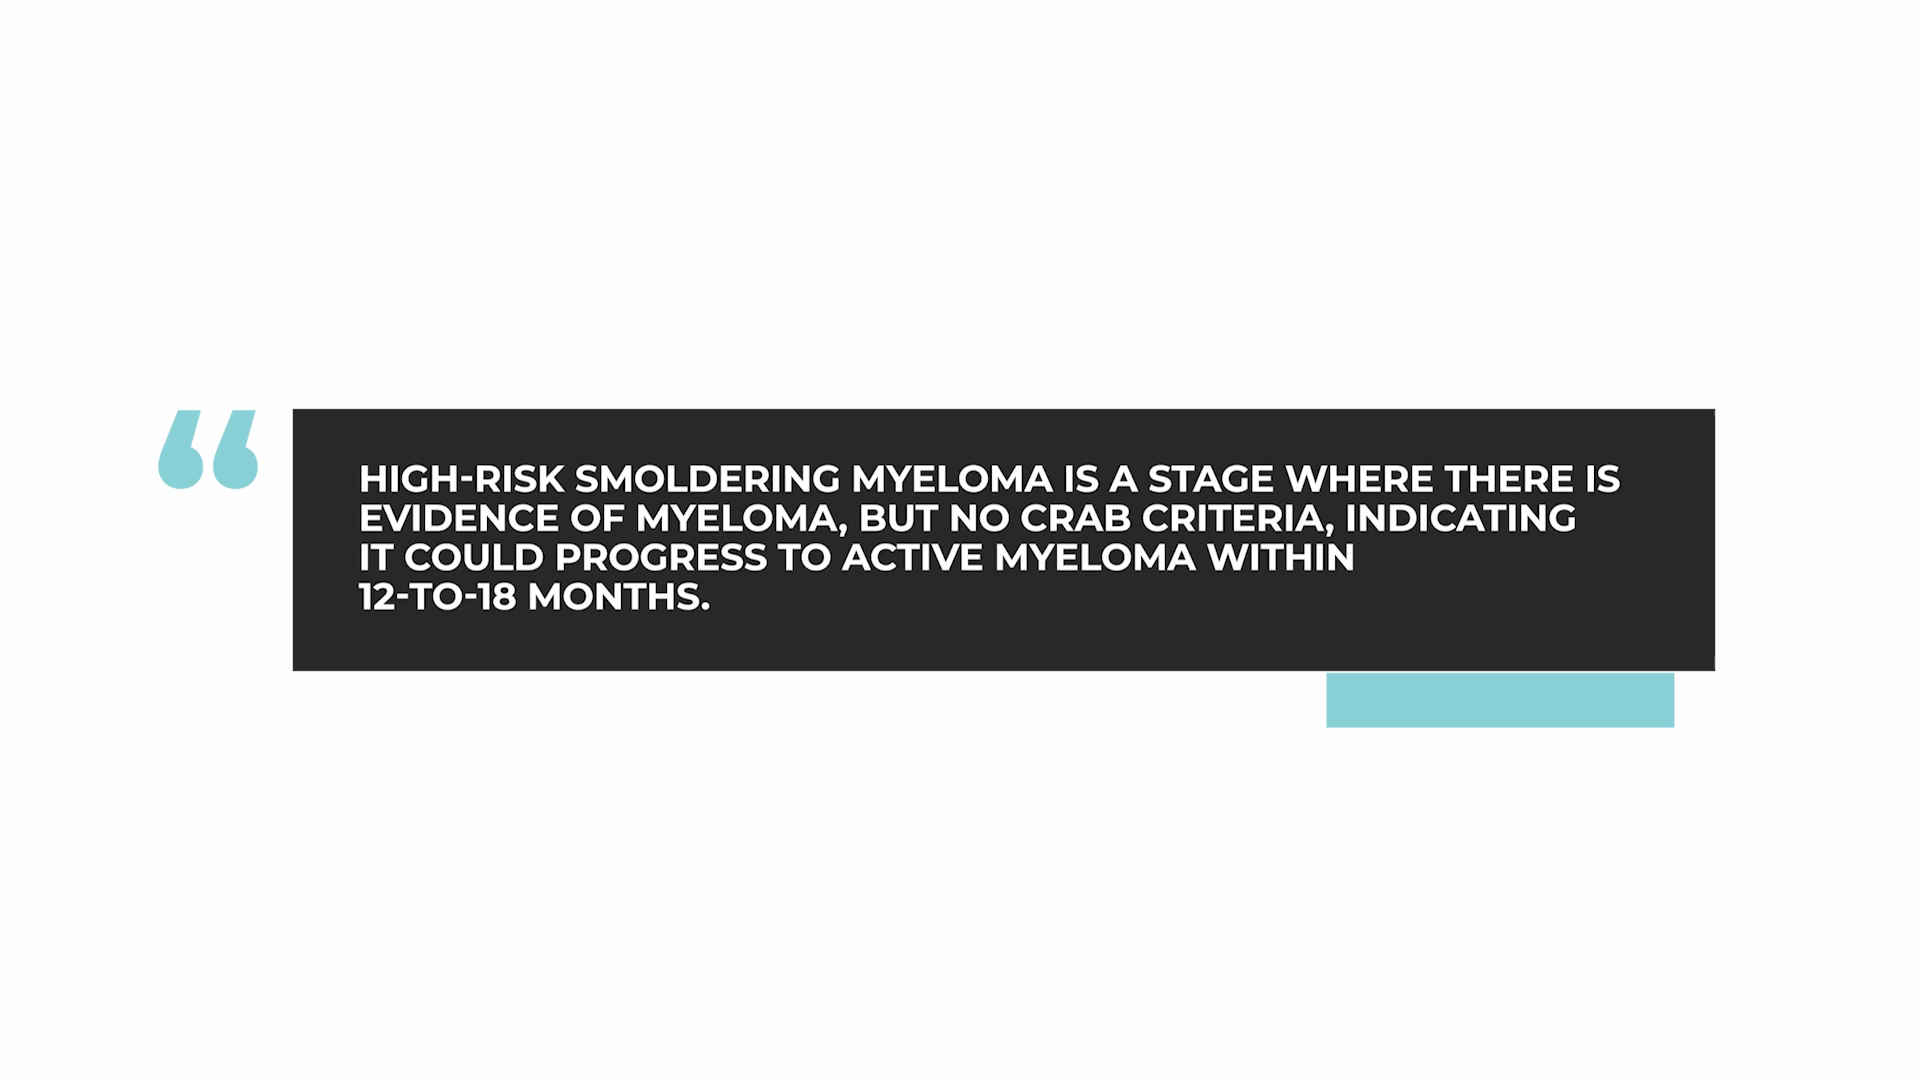 “
HIGH-RISK SMOLDERING MYELOMA IS A STAGE WHERE THERE IS
EVIDENCE OF MYELOMA, BUT NO CRAB CRITERIA, INDICATING
IT COULD PROGRESS TO ACTIVE MYELOMA WITHIN
12-TO-18 MONTHS.